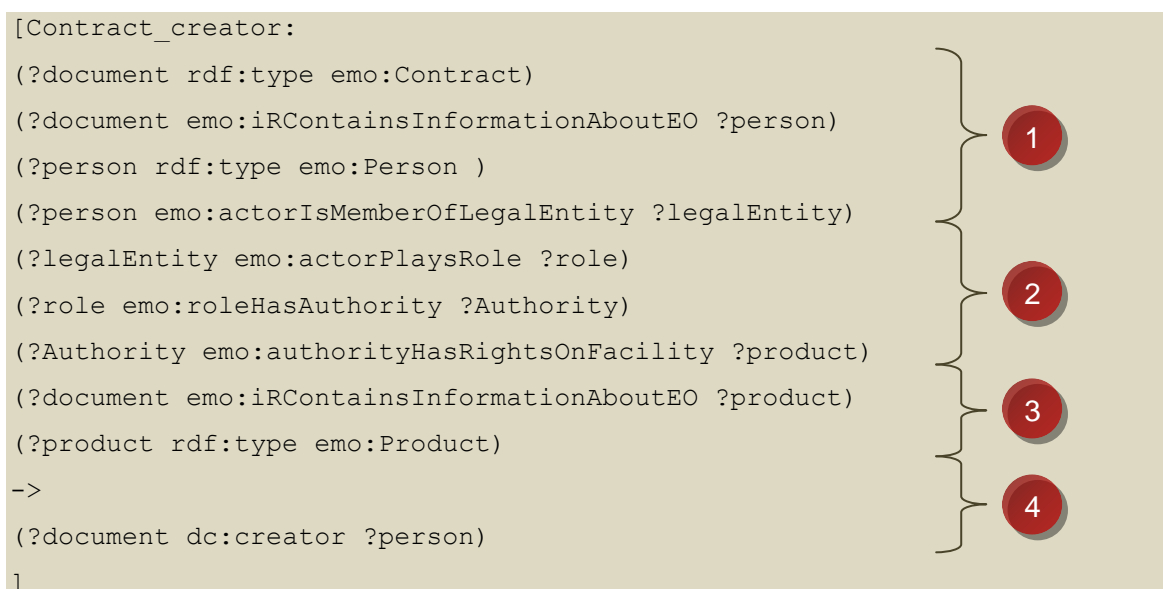 [Contract_creator:
(?document rdf:type emo:Contract)
(?document emo:iRContainsInformationAboutEO ?person)
1
(?person rdf:type emo:Person )
(?person emo:actorIsMemberOfLegalEntity ?legalEntity)
(?legalEntity emo:actorPlaysRole ?role)
2
(?role emo:roleHasAuthority ?Authority)
(?Authority emo:authorityHasRightsOnFacility ?product)
(?document emo:iRContainsInformationAboutEO ?product)
3
(?product rdf:type emo:Product)
->
4
(?document dc:creator ?person)
]